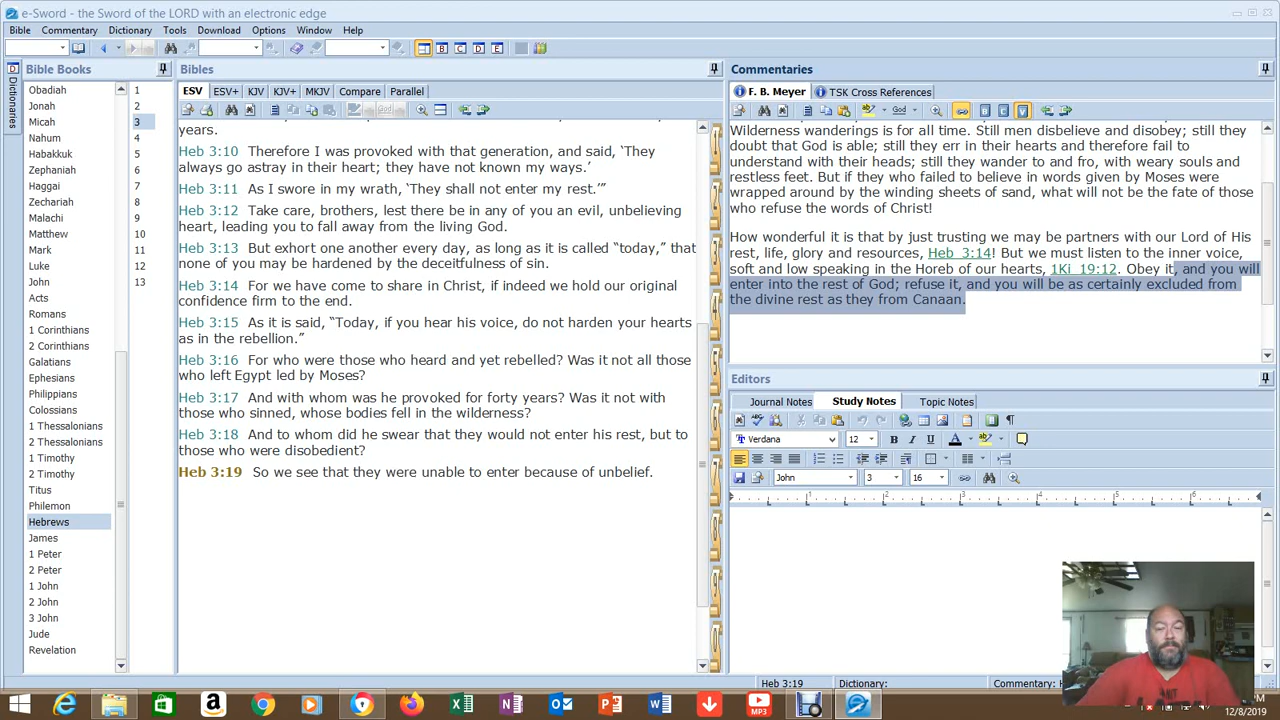 e-Sword - the Sword of the LORD with an electronic edge
Bible Commentary Dictionary Tools Download Options Window Help
B C D E
Dictionaries
Bible Books
Obadiah
Jonah
Micah
Nahum
Habakkuk
Zephaniah
Haggai
Zechariah
Malachi
Matthew
Mark
Luke
John
Acts
Romans
1 Corinthians
2 Corinthians
Galatians
Ephesians
Philippians
Colossians
1 Thessalonians
2 Thessalonians
1 Timothy
2 Timothy
Titus
Philemon
Hebrews
James
1 Peter
2 Peter
1 John
2 John
3 John
Jude
Revelation
1
2
3
4
5
6
7
8
9
10
11
12
13
Bibles
ESV ESV+ KJV KJV+ MKJV Compare Parallel
God
years.
Heb 3:10 Therefore I was provoked with that generation, and said, ‘They
always go astray in their heart; they have not known my ways.’
Heb 3:11 As I swore in my wrath, ‘They shall not enter my rest.’”
Heb 3:12 Take care, brothers, lest there be in any of you an evil, unbelieving
heart, leading you to fall away from the living God.
Heb 3:13 But exhort one another every day, as long as it is called “today,” that
none of you may be hardened by the deceitfulness of sin.
Heb 3:14 For we have come to share in Christ, if indeed we hold our original
confidence firm to the end.
Heb 3:15 As it is said, “Today, if you hear his voice, do not harden your hearts
as in the rebellion.”
Heb 3:16 For who were those who heard and yet rebelled? Was it not all those
who left Egypt led by Moses?
Heb 3:17 And with whom was he provoked for forty years? Was it not with
those who sinned, whose bodies fell in the wilderness?
Heb 3:18 And to whom did he swear that they would not enter his rest, but to
those who were disobedient?
Heb 3:19 So we see that they were unable to enter because of unbelief.
Commentaries
F. B. Meyer TSK Cross References
God
Wilderness wanderings is for all time. Still men disbelieve and disobey; still they
doubt that God is able; still they err in their hearts and therefore fail to
understand with their heads; still they wander to and fro, with weary souls and
restless feet. But if they who failed to believe in words given by Moses were
wrapped around by the winding sheets of sand, what will not be the fate of those
who refuse the words of Christ!
How wonderful it is that by just trusting we may be partners with our Lord of His
rest, life, glory and resources, Heb_3:14! But we must listen to the inner voice,
soft and low speaking in the Horeb of our hearts, 1Ki_19:12. Obey it, and you will
enter into the rest of God; refuse it, and you will be as certainly excluded from
the divine rest as they from Canaan.
Editors
Journal Notes Study Notes Topic Notes
Verdana 12 B I U A
John 3 16
1 2 3 4 5 6
Heb 3:19 Dictionary: Commentary: H
MP3
12/8/2019